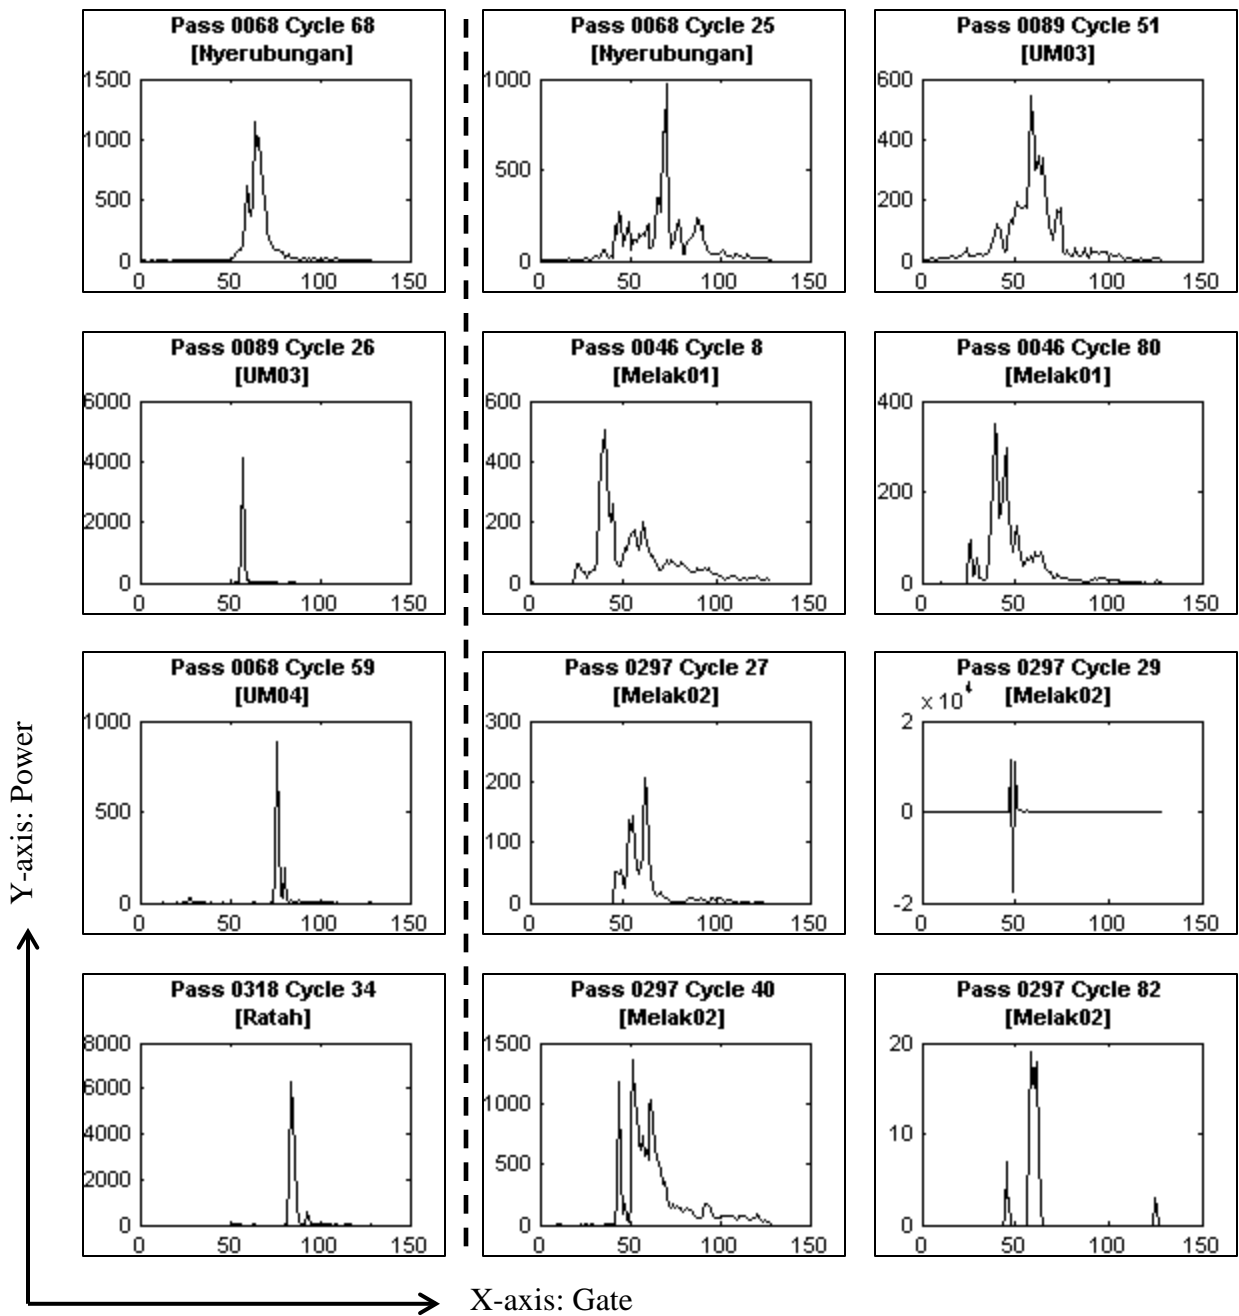 Pass 0068 Cycle 68
[Nyerubungan]
1500
1000
500
0
0 50 100 150
Pass 0068 Cycle 25
[Nyerubungan]
1000
500
0
0 50 100 150
Pass 0089 Cycle 51
[UM03]
600
400
200
0
0 50 100 150
Pass 0089 Cycle 26
[UM03]
6000
4000
2000
0
0 50 100 150
Pass 0046 Cycle 8
[Melak01]
600
400
200
0
0 50 100 150
Pass 0046 Cycle 80
[Melak01]
400
200
0
0 50 100 150
Pass 0068 Cycle 59
[UM04]
1000
500
0
0 50 100 150
Pass 0297 Cycle 27
[Melak02]
300
200
100
0
0 50 100 150
Pass 0297 Cycle 29
[Melak02]
x 10⁴
2
0
-2
0 50 100 150
Pass 0318 Cycle 34
[Ratah]
8000
6000
4000
2000
0
0 50 100 150
Pass 0297 Cycle 40
[Melak02]
1500
1000
500
0
0 50 100 150
Pass 0297 Cycle 82
[Melak02]
20
10
0
0 50 100 150
Y-axis: Power
X-axis: Gate